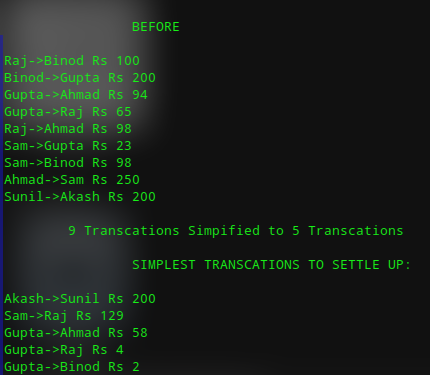 BEFORE
Raj->Binod Rs 100
Binod->Gupta Rs 200
Gupta->Ahmad Rs 94
Gupta->Raj Rs 65
Raj->Ahmad Rs 98
Sam->Gupta Rs 23
Sam->Binod Rs 98
Ahmad->Sam Rs 250
Sunil->Akash Rs 200
9 Transcations Simpified to 5 Transcations
SIMPLEST TRANSCATIONS TO SETTLE UP:
Akash->Sunil Rs 200
Sam->Raj Rs 129
Gupta->Ahmad Rs 58
Gupta->Raj Rs 4
Gupta->Binod Rs 2